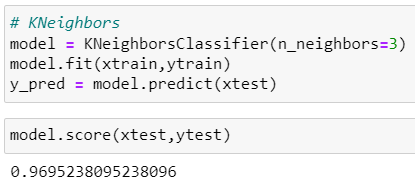 # KNeighbors
model = KNeighborsClassifier(n_neighbors=3)
model.fit(xtrain,ytrain)
y_pred = model.predict(xtest)
model.score(xtest,ytest)
0.9695238095238096